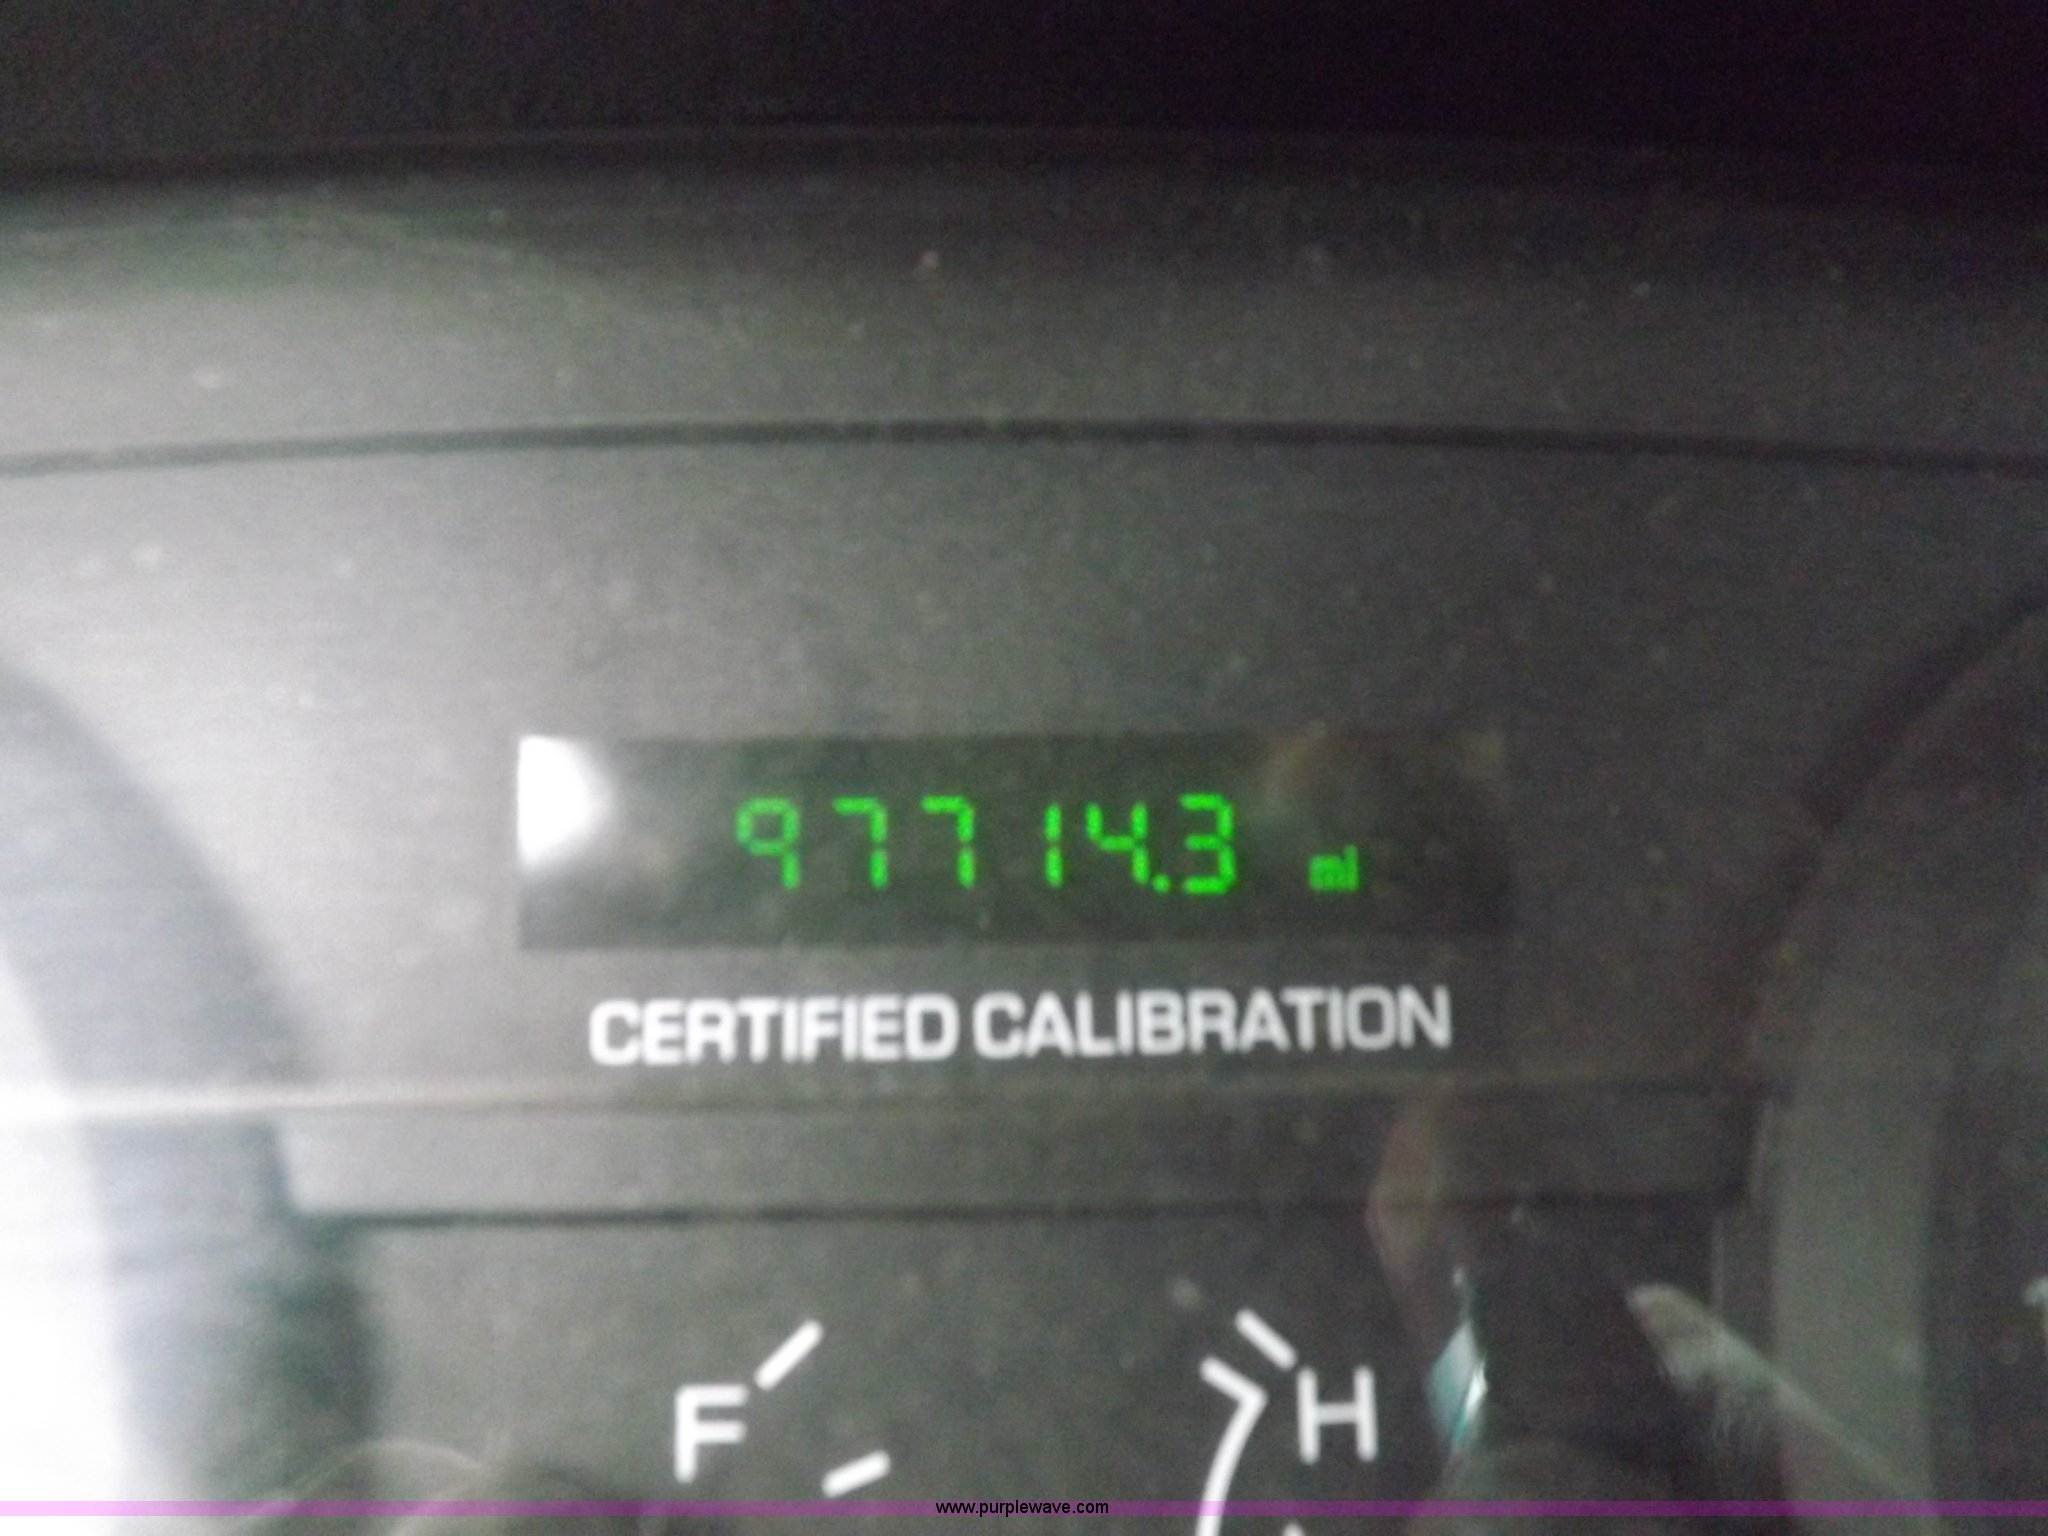 97714.3 mi
CERTIFIED CALIBRATION
F H
www.purplewave.com